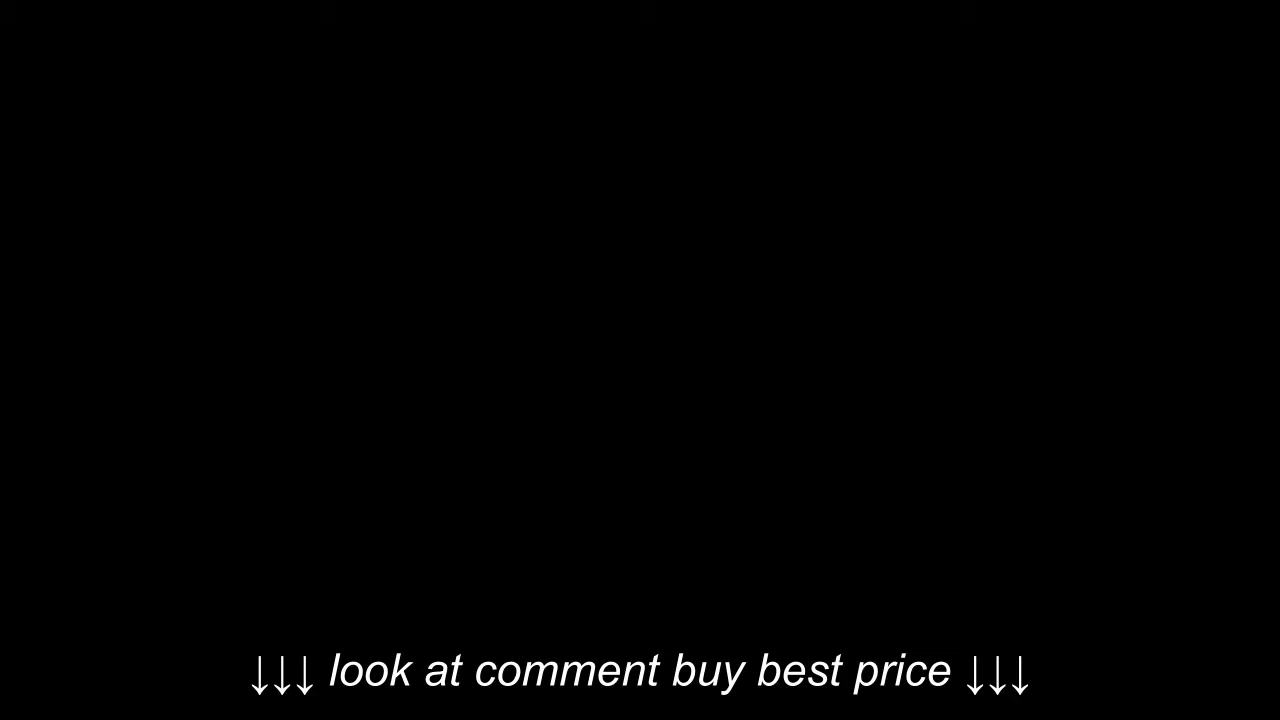 ↓↓↓ look at comment buy best price ↓↓↓